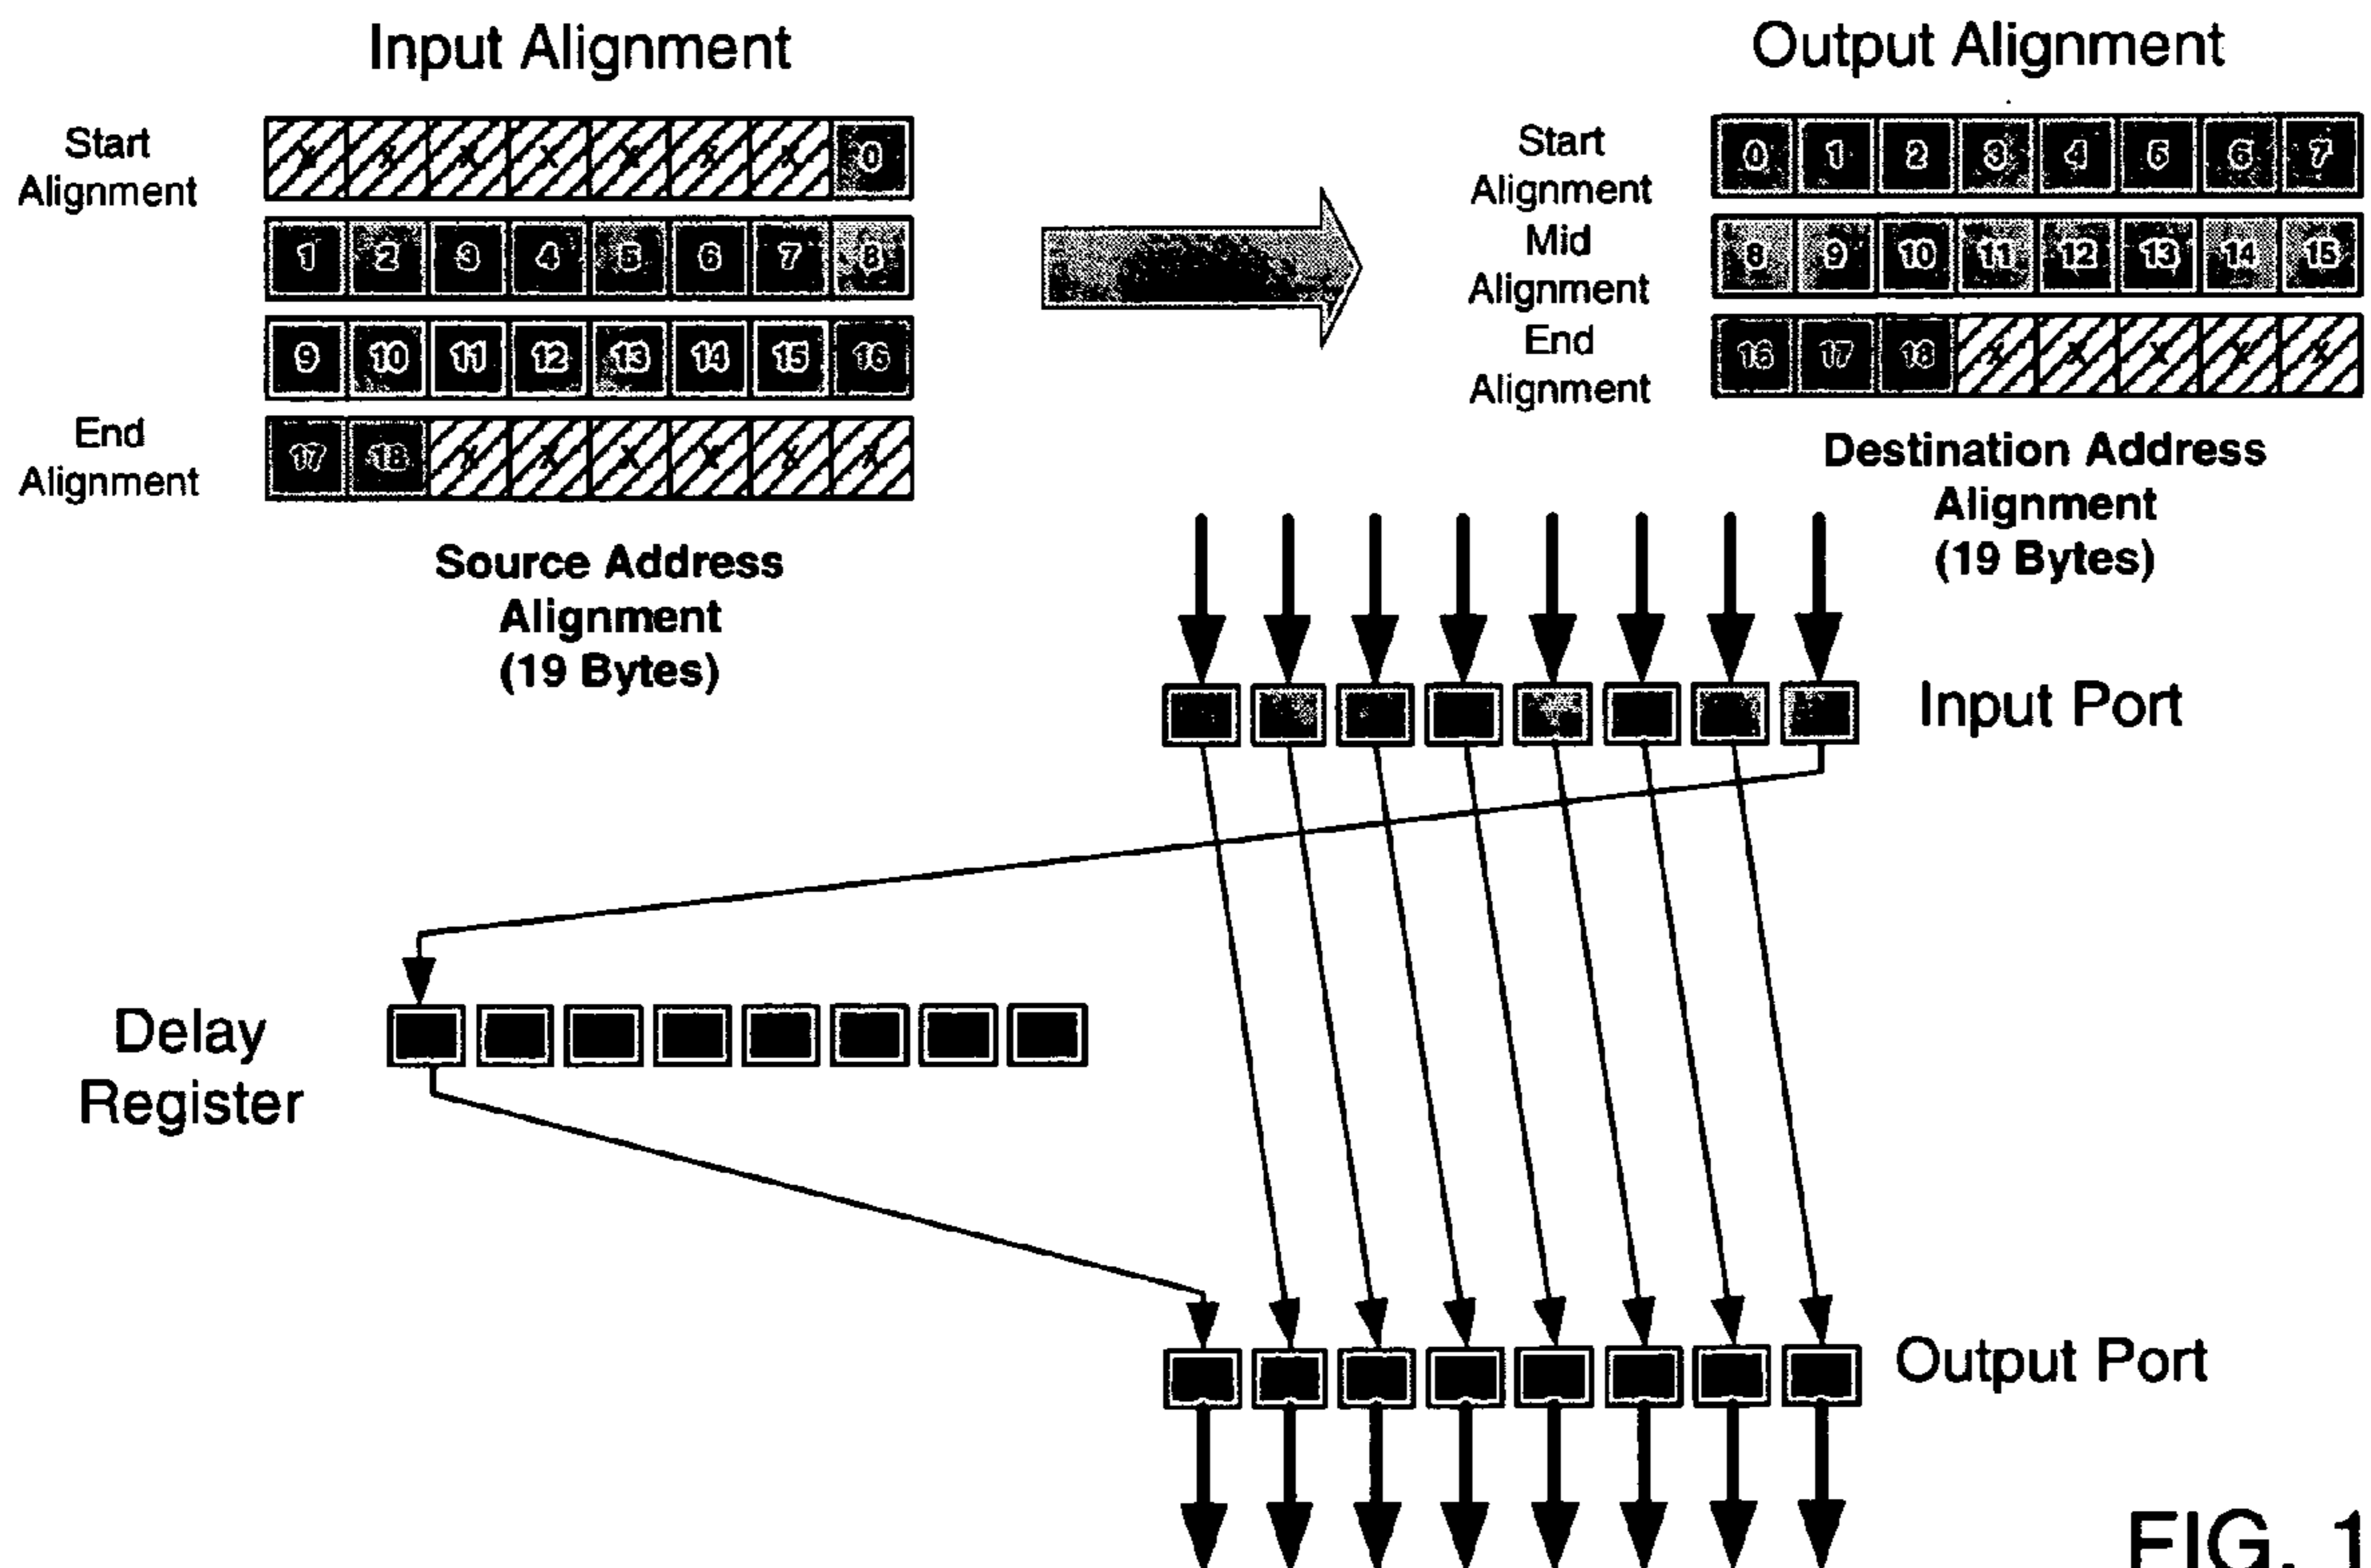 Input Alignment
Output Alignment
Start
Alignment
X X X X X X X 0
1 2 3 4 5 6 7 8
9 10 11 12 13 14 15 16
End
Alignment
17 18 X X X X X X
Source Address
Alignment
(19 Bytes)
Start
Alignment
0 1 2 3 4 5 6 7
Mid
Alignment
8 9 10 11 12 13 14 15
End
Alignment
16 17 18 X X X X X
Destination Address
Alignment
(19 Bytes)
Input Port
Delay
Register
Output Port
FIG. 1